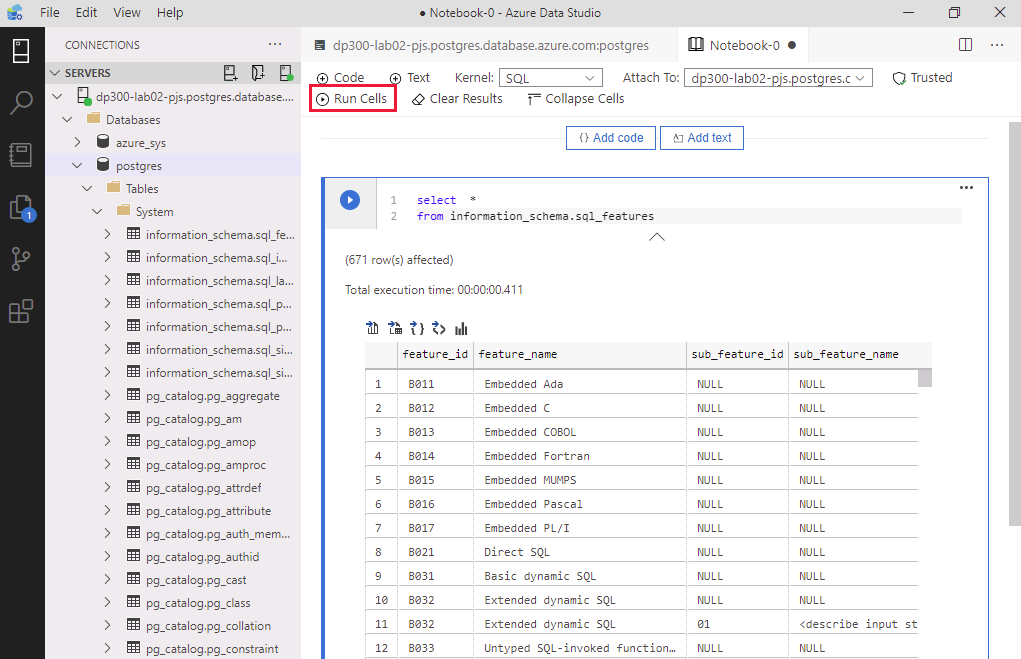 File Edit View Help ● Notebook-0 - Azure Data Studio
CONNECTIONS ...
SERVERS
dp300-lab02-pjs.postgres.database....
Databases
azure_sys
postgres
Tables
System
information_schema.sql_fe...
information_schema.sql_i...
information_schema.sql_la...
information_schema.sql_p...
information_schema.sql_p...
information_schema.sql_si...
information_schema.sql_si...
pg_catalog.pg_aggregate
pg_catalog.pg_am
pg_catalog.pg_amop
pg_catalog.pg_amproc
pg_catalog.pg_attrdef
pg_catalog.pg_attribute
pg_catalog.pg_auth_mem...
pg_catalog.pg_authid
pg_catalog.pg_cast
pg_catalog.pg_class
pg_catalog.pg_collation
pg_catalog.pg_constraint
1
dp300-lab02-pjs.postgres.database.azure.com:postgres Notebook-0 ●
Code Text Kernel: SQL Attach To: dp300-lab02-pjs.postgres.c Trusted
Run Cells Clear Results Collapse Cells
{} Add code Add text
1 select *
2 from information_schema.sql_features
(671 row(s) affected)
Total execution time: 00:00:00.411
feature_id feature_name sub_feature_id sub_feature_name
1 B011 Embedded Ada NULL NULL
2 B012 Embedded C NULL NULL
3 B013 Embedded COBOL NULL NULL
4 B014 Embedded Fortran NULL NULL
5 B015 Embedded MUMPS NULL NULL
6 B016 Embedded Pascal NULL NULL
7 B017 Embedded PL/I NULL NULL
8 B021 Direct SQL NULL NULL
9 B031 Basic dynamic SQL NULL NULL
10 B032 Extended dynamic SQL NULL NULL
11 B032 Extended dynamic SQL 01 <describe input st
12 B033 Untyped SQL-invoked function... NULL NULL